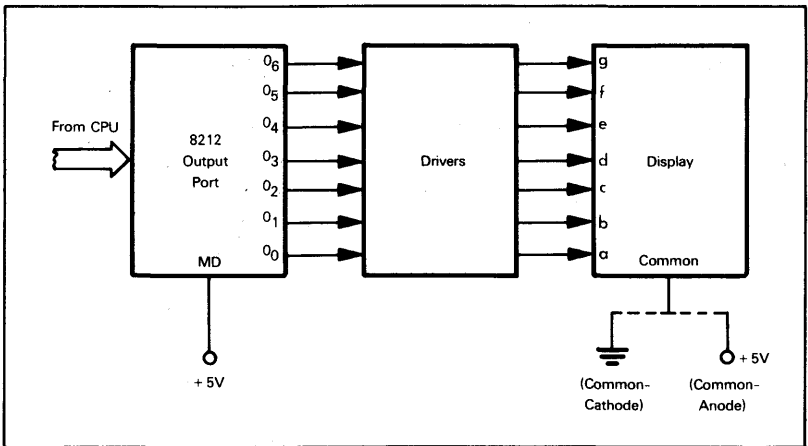 From CPU
8212
Output
Port
MD
+ 5V
O6
O5
O4
O3
O2
O1
O0
Drivers
g
f
e
d
c
b
a
Display
Common
(Common-
Cathode)
+ 5V
(Common-
Anode)